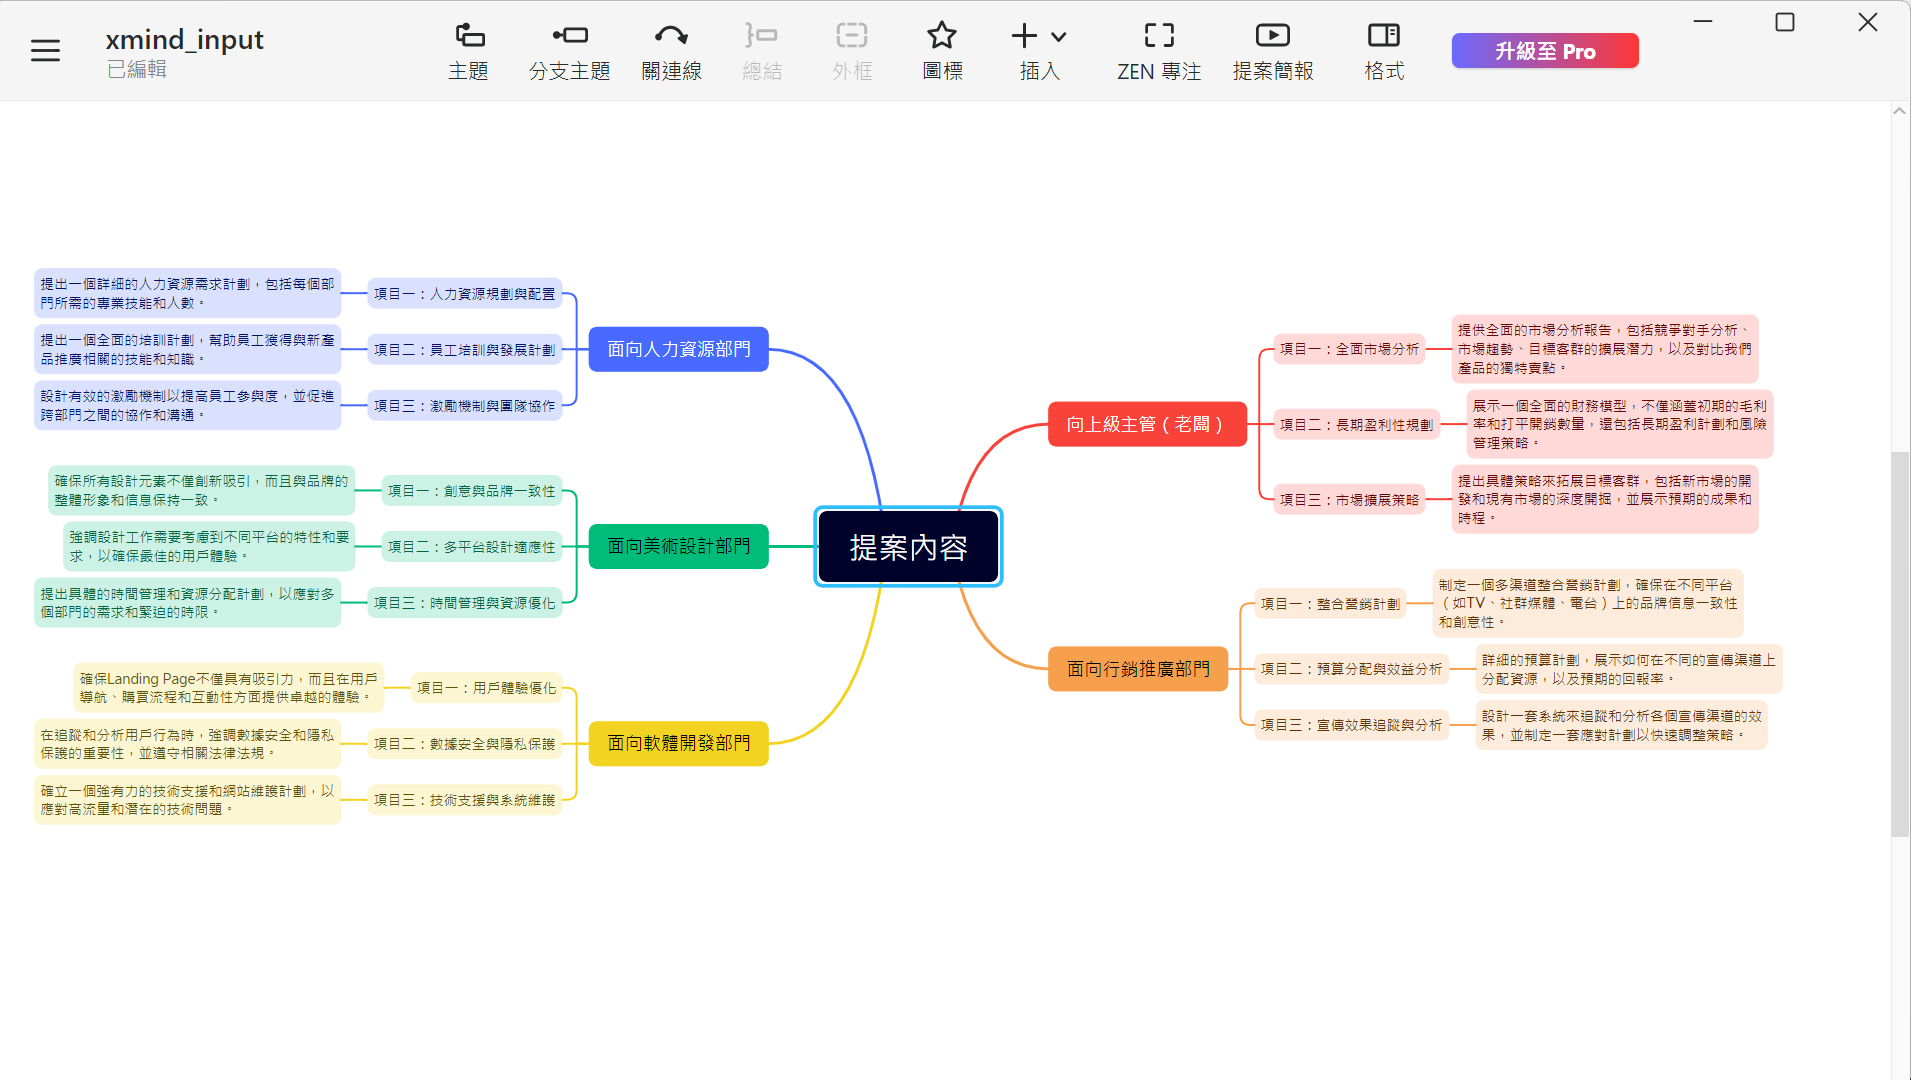 xmind_input
已編輯
主題
分支主題
關連線
總結
外框
圖標
插入
ZEN 專注
提案簡報
格式
升級至 Pro
提案內容
向上級主管（老闆）
項目一：全面市場分析
提供全面的市場分析報告，包括競爭對手分析、
市場趨勢、目標客群的擴展潛力，以及對比我們
產品的獨特賣點。
項目二：長期盈利性規劃
展示一個全面的財務模型，不僅涵蓋初期的毛利
率和打平開銷數量，還包括長期盈利計劃和風險
管理策略。
項目三：市場擴展策略
提出具體策略來拓展目標客群，包括新市場的開
發和現有市場的深度開掘，並展示預期的成果和
時程。
面向行銷推廣部門
項目一：整合營銷計劃
制定一個多渠道整合營銷計劃，確保在不同平台
（如TV、社群媒體、電台）上的品牌信息一致性
和創意性。
項目二：預算分配與效益分析
詳細的預算計劃，展示如何在不同的宣傳渠道上
分配資源，以及預期的回報率。
項目三：宣傳效果追蹤與分析
設計一套系統來追蹤和分析各個宣傳渠道的效
果，並制定一套應對計劃以快速調整策略。
面向人力資源部門
項目一：人力資源規劃與配置
提出一個詳細的人力資源需求計劃，包括每個部
門所需的專業技能和人數。
項目二：員工培訓與發展計劃
提出一個全面的培訓計劃，幫助員工獲得與新產
品推廣相關的技能和知識。
項目三：激勵機制與團隊協作
設計有效的激勵機制以提高員工參與度，並促進
跨部門之間的協作和溝通。
面向美術設計部門
項目一：創意與品牌一致性
確保所有設計元素不僅創新吸引，而且與品牌的
整體形象和信息保持一致。
項目二：多平台設計適應性
強調設計工作需要考慮到不同平台的特性和要
求，以確保最佳的用戶體驗。
項目三：時間管理與資源優化
提出具體的時間管理和資源分配計劃，以應對多
個部門的需求和緊迫的時限。
面向軟體開發部門
項目一：用戶體驗優化
確保Landing Page不僅具有吸引力，而且在用戶
導航、購買流程和互動性方面提供卓越的體驗。
項目二：數據安全與隱私保護
在追蹤和分析用戶行為時，強調數據安全和隱私
保護的重要性，並遵守相關法律法規。
項目三：技術支援與系統維護
確立一個強有力的技術支援和網站維護計劃，以
應對高流量和潛在的技術問題。